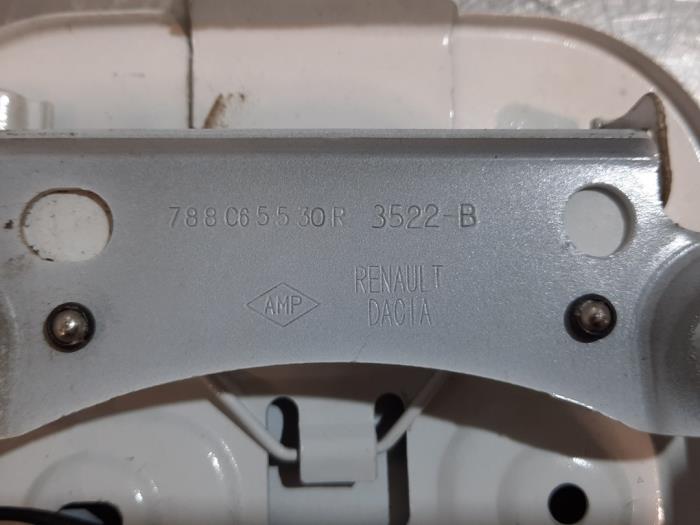 788C65530R 3522-B
AMP
RENAULT
DACIA